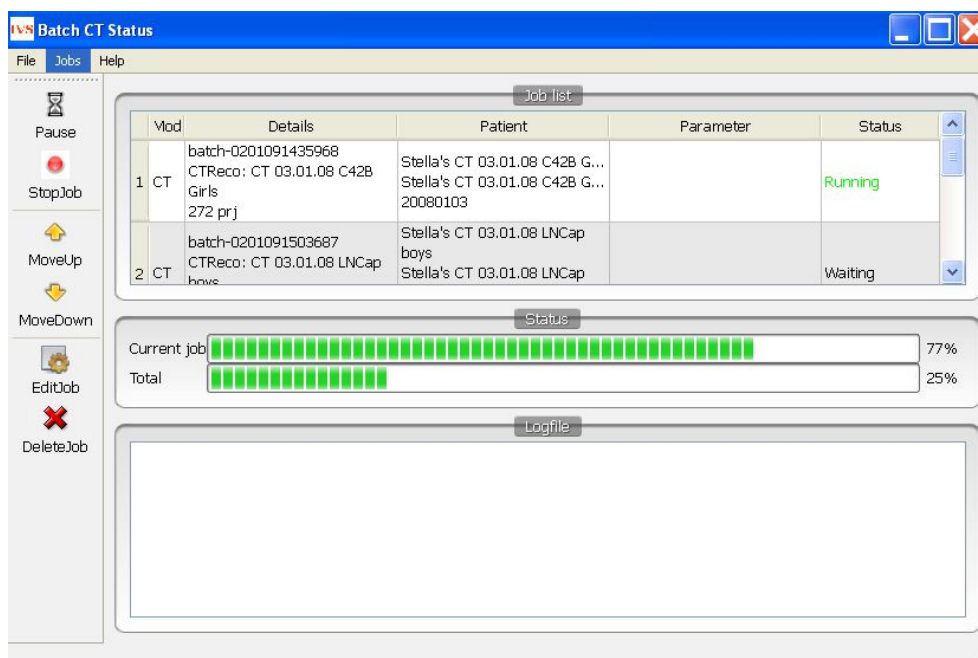 IVS Batch CT Status
File Jobs Help
Pause
StopJob
MoveUp
MoveDown
EditJob
DeleteJob
Job list
Mod Details Patient Parameter Status
1 CT
batch-0201091435968
CTReco: CT 03.01.08 C42B
Girls
272 prj
Stella's CT 03.01.08 C42B G...
Stella's CT 03.01.08 C42B G...
20080103
Running
2 CT
batch-0201091503687
CTReco: CT 03.01.08 LNCap
boys
Stella's CT 03.01.08 LNCap
boys
Stella's CT 03.01.08 LNCap
Waiting
Status
Current job 77%
Total 25%
Logfile